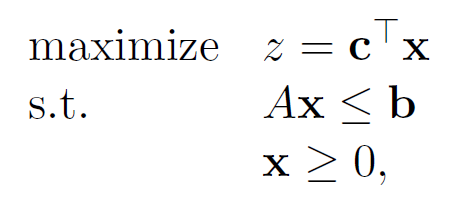 maximize z = c⊤x
s.t. Ax ≤ b
x ≥ 0,